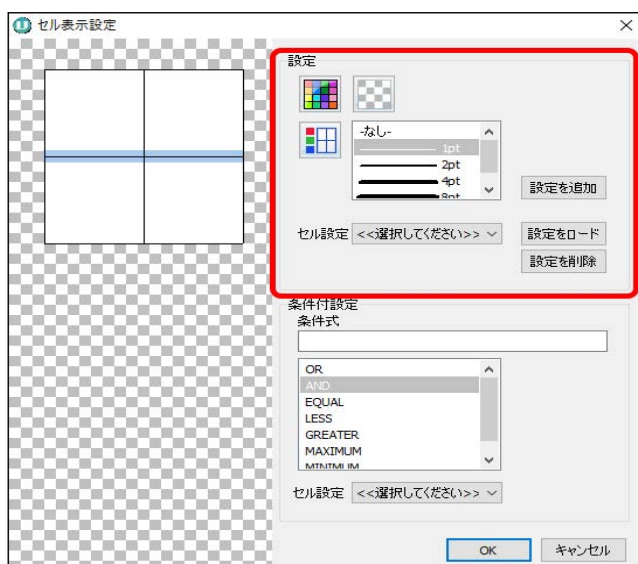 セル表示設定
設定
-なし-
1pt
2pt
4pt
8pt
設定を追加
セル設定 <<選択してください>> 設定をロード
設定を削除
条件付設定
条件式
OR
AND
EQUAL
LESS
GREATER
MAXIMUM
MINIMUM
セル設定 <<選択してください>>
OK キャンセル